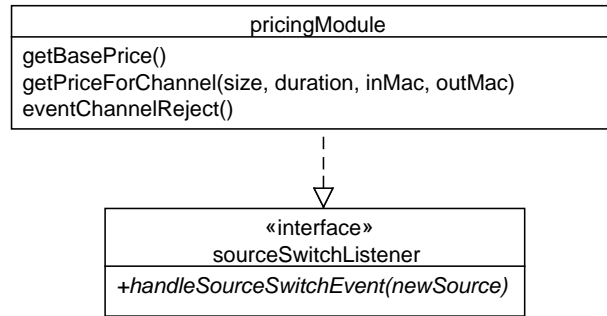 pricingModule
getBasePrice()
getPriceForChannel(size, duration, inMac, outMac)
eventChannelReject()
«interface»
sourceSwitchListener
+handleSourceSwitchEvent(newSource)